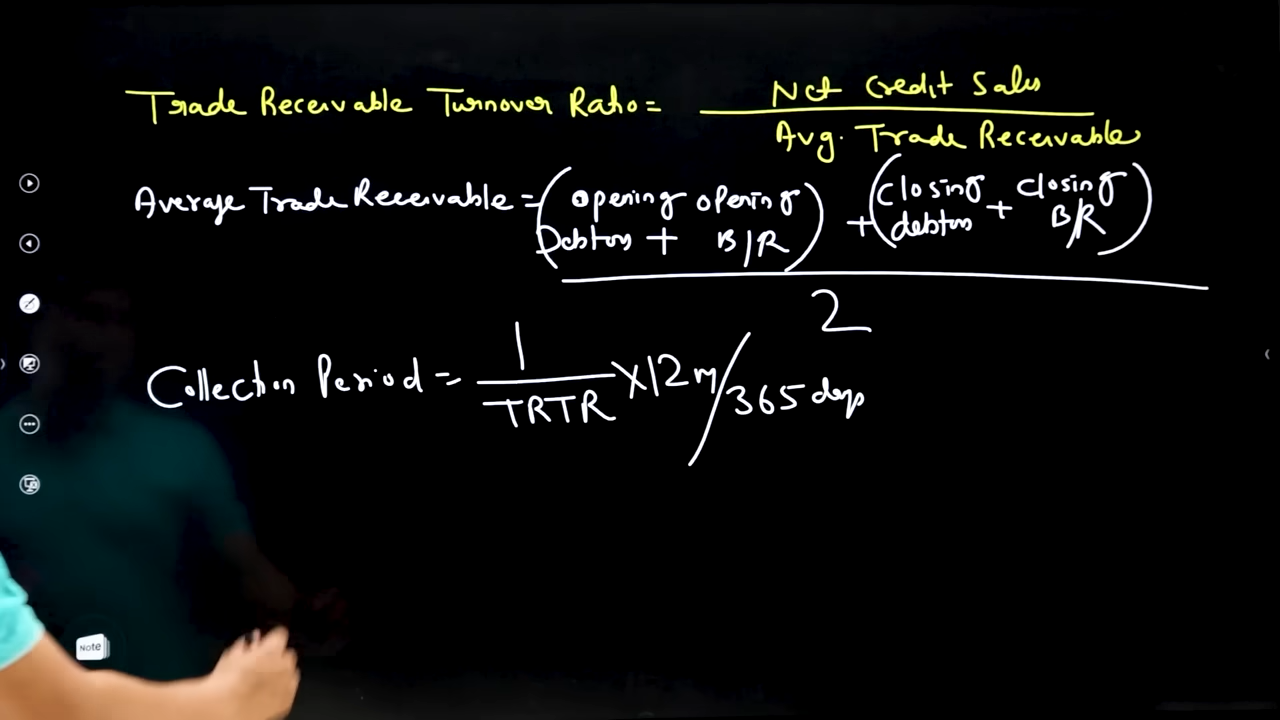 Trade Receivable Turnover Ratio = Net Credit Sales
Avg. Trade Receivable
Average Trade Receivable = (Opening Debtors + opening B/R) + (Closing debtors + closing B/R)
2
Collection Period = 1 X 12 m / 365 days
TRTR
Note